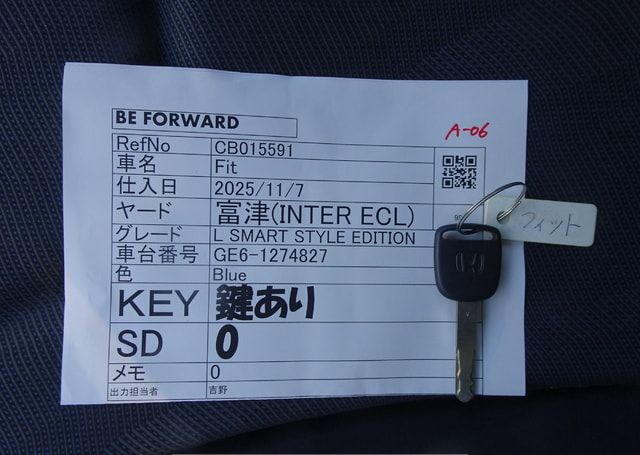 BE FORWARD
A-06
RefNo CB015591
車名 Fit
仕入日 2025/11/7
ヤード 富津(INTER ECL)
グレード L SMART STYLE EDITION
車台番号 GE6-1274827
色 Blue
KEY 鍵あり
SD 0
メモ 0
出力担当者 吉野
フィット